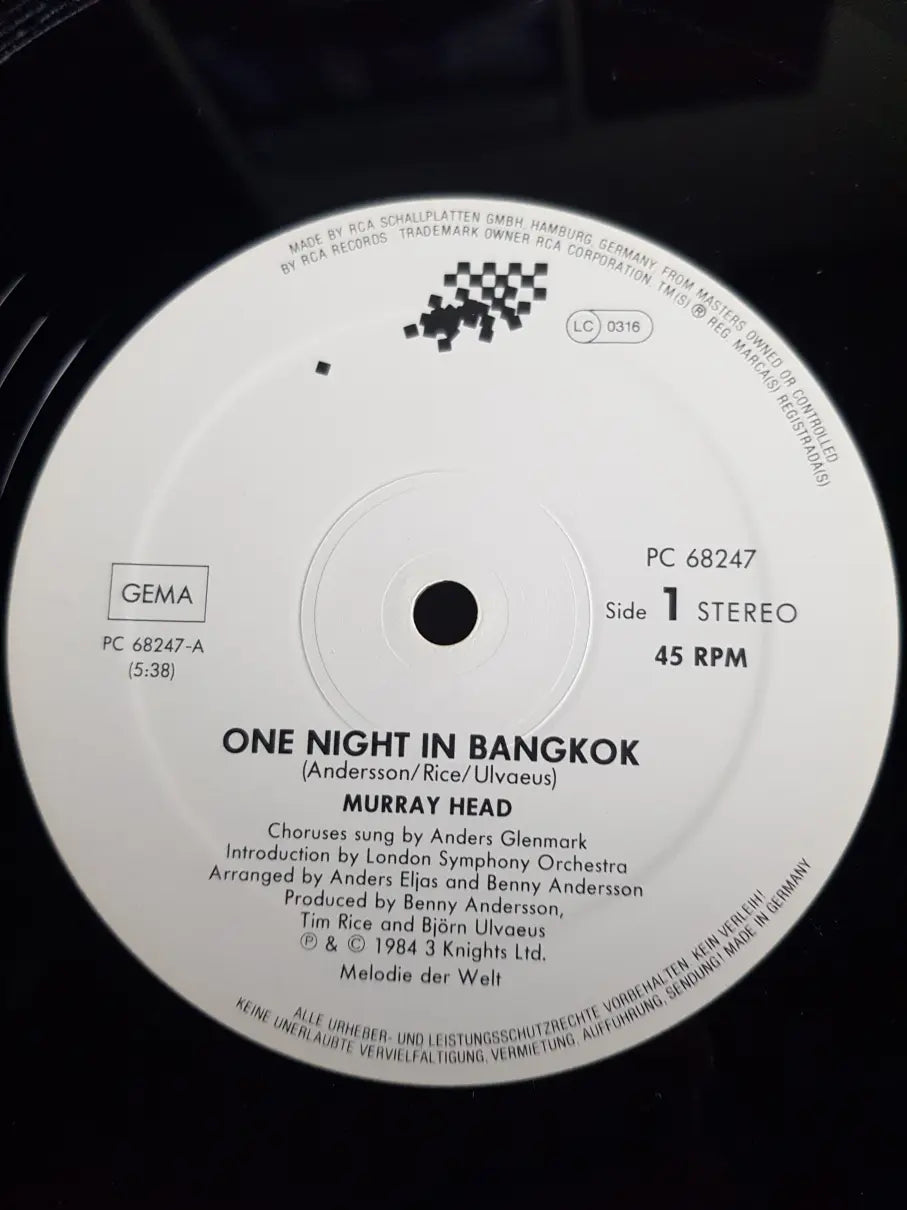 MADE BY RCA SCHALLPLATTEN GMBH, HAMBURG, GERMANY, FROM MASTERS OWNED OR CONTROLLED
BY RCA RECORDS TRADEMARK OWNER RCA CORPORATION. TM(S) ® REG. MARCA(S) REGISTRADA(S)
LC 0316
PC 68247
Side 1 STEREO
45 RPM
GEMA
PC 68247-A
(5:38)
ONE NIGHT IN BANGKOK
(Andersson/Rice/Ulvaeus)
MURRAY HEAD
Choruses sung by Anders Glenmark
Introduction by London Symphony Orchestra
Arranged by Anders Eljas and Benny Andersson
Produced by Benny Andersson,
Tim Rice and Björn Ulvaeus
℗ & © 1984 3 Knights Ltd.
Melodie der Welt
ALLE URHEBER- UND LEISTUNGSSCHUTZRECHTE VORBEHALTEN. KEIN VERLEIH!
KEINE UNERLAUBTE VERVIELFÄLTIGUNG, VERMIETUNG, AUFFÜHRUNG, SENDUNG! MADE IN GERMANY